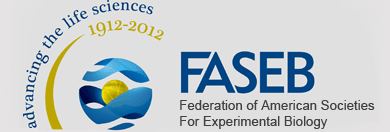 advancing the life sciences
1912-2012
FASEB
Federation of American Societies
For Experimental Biology